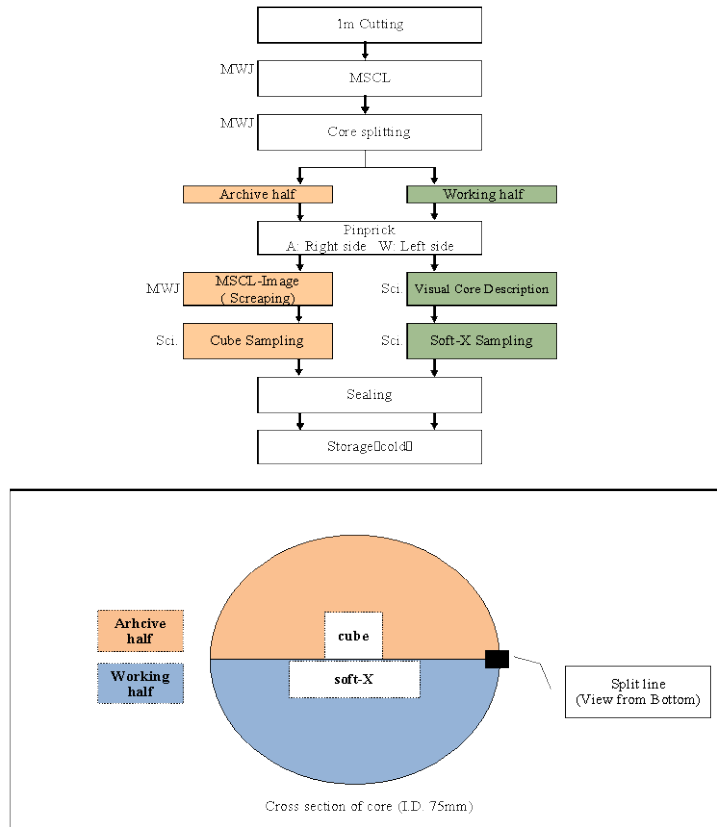 1m Cutting
MWJ
MSCL
MWJ
Core splitting
Archive half
Working half
Pinprick
A: Right side W: Left side
MWJ
MSCL-Image
( Screaping)
Sci.
Visual Core Description
Sci.
Cube Sampling
Sci.
Soft-X Sampling
Sealing
Storage▯cold▯
Arhcive
half
cube
Working
half
soft-X
Split line
(View from Bottom)
Cross section of core (I.D. 75mm)